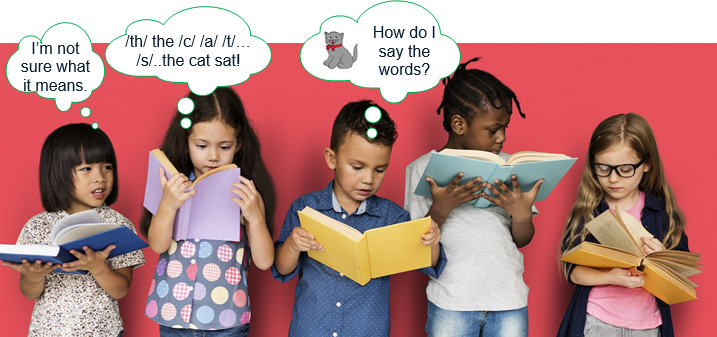 I'm not
sure what
it means.
/th/ the /c/ /a/ /t/…
/s/..the cat sat!
How do I
say the
words?